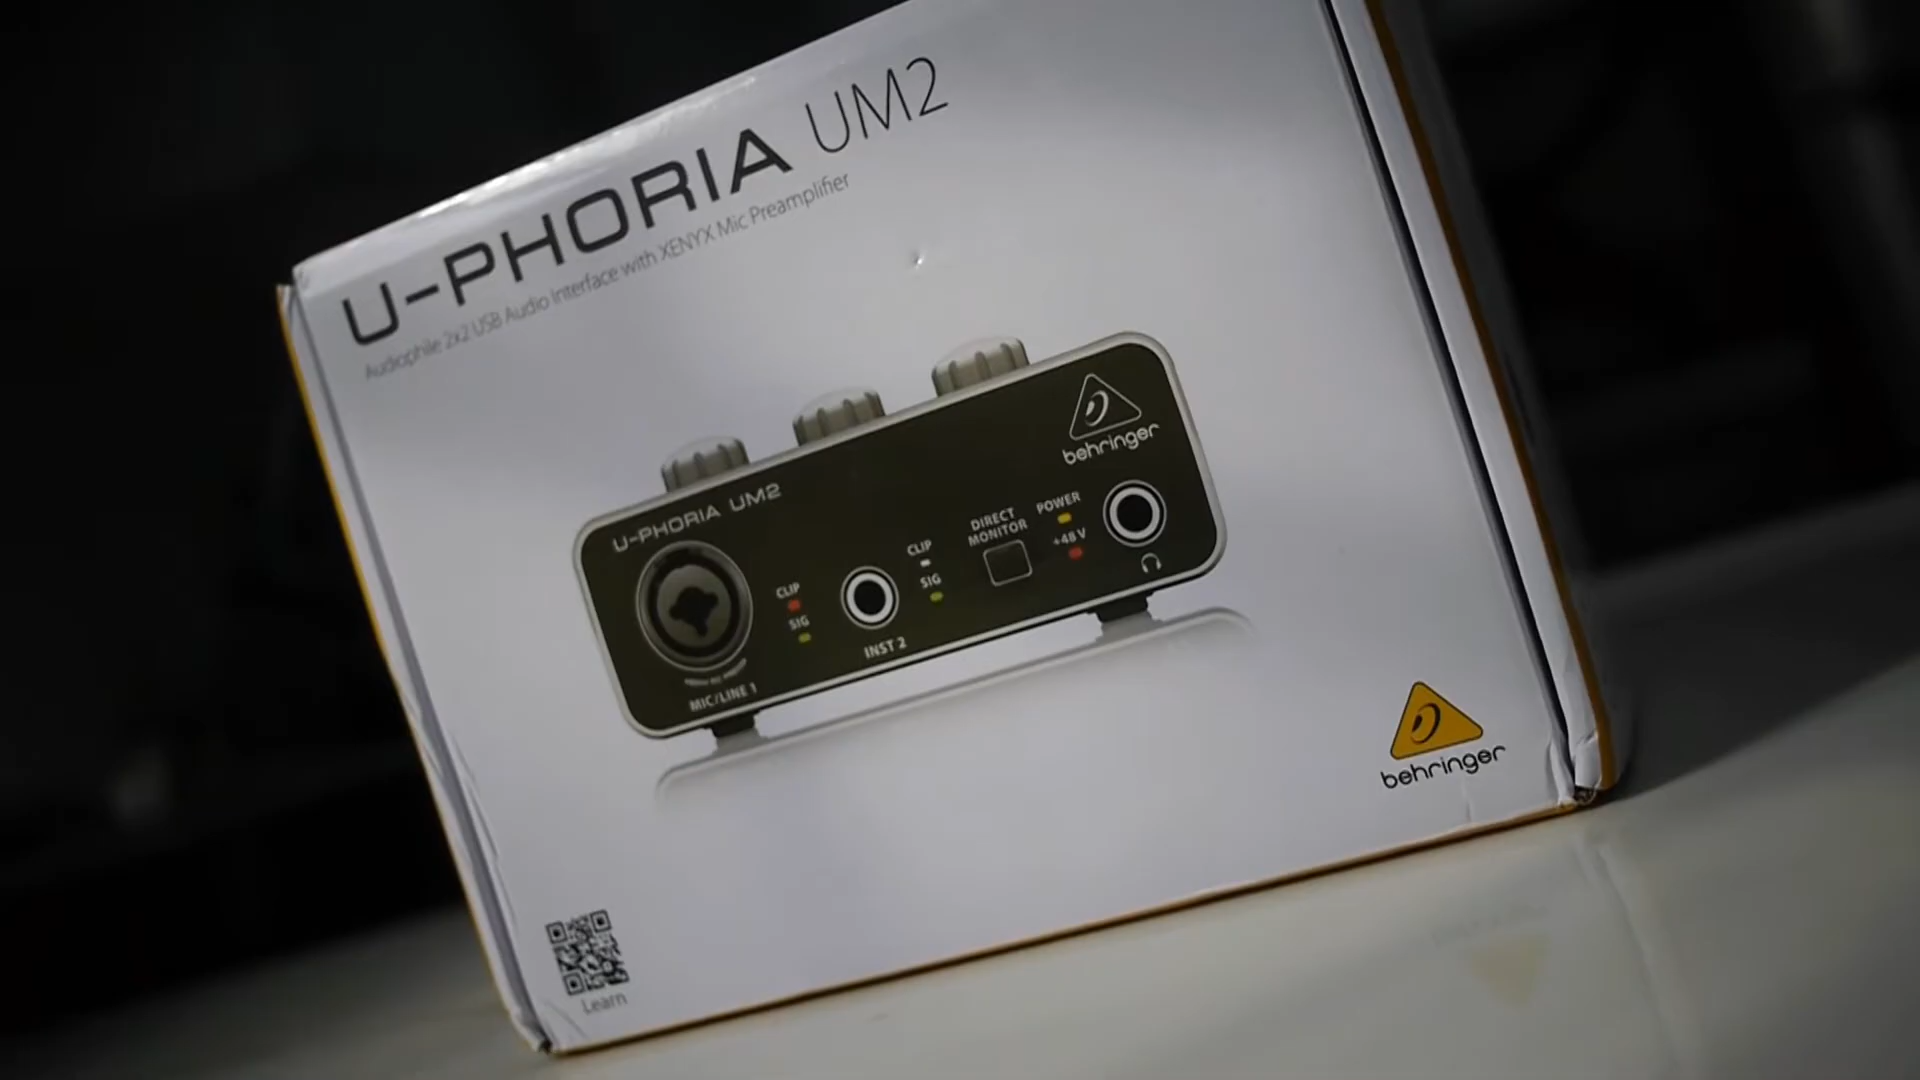 U-PHORIA UM2
Audiophile 2x2 USB Audio Interface with XENYX Mic Preamplifier
behringer
U-PHORIA UM2
POWER
DIRECT
MONITOR
+48 V
CLIP
SIG
CLIP
SIG
INST 2
MIC/LINE 1
behringer
Learn